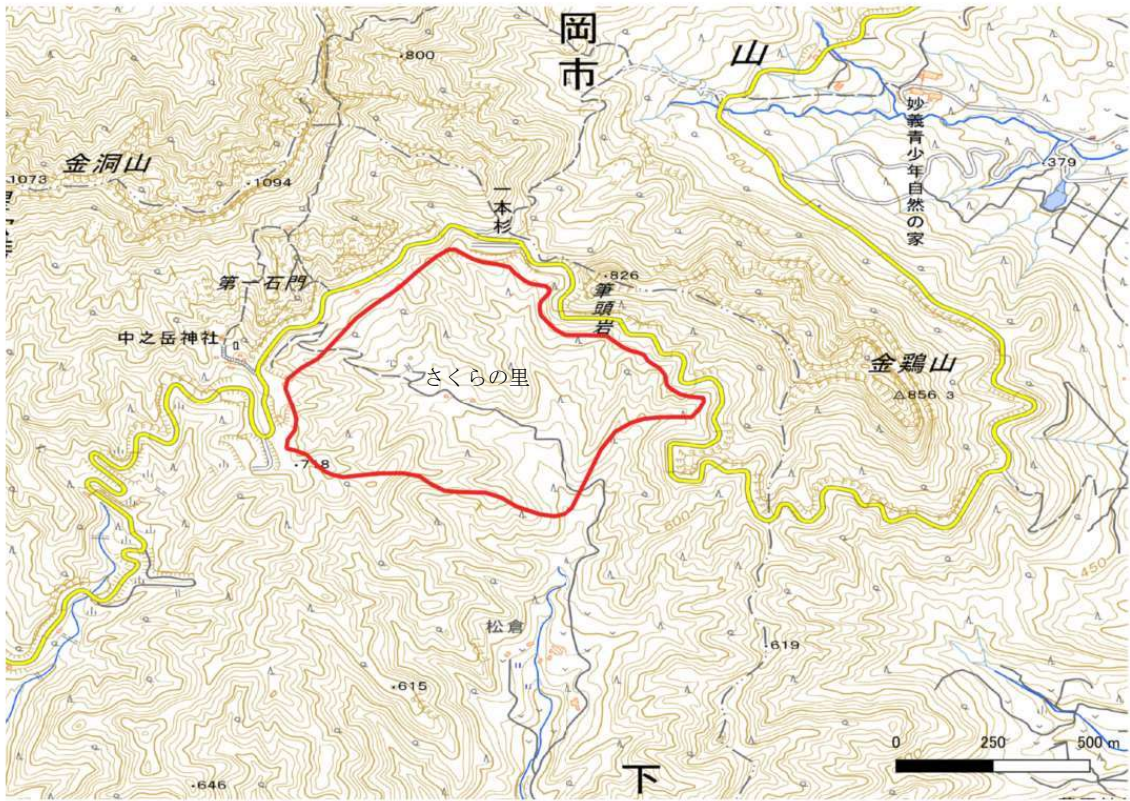 岡市
山
800
妙義青少年自然の家
500
379
金洞山
1073
1094
一本杉
第一石門
826
筆頭岩
中之岳神社
さくらの里
金鶏山
856 3
718
600
450
松倉
619
615
0 250 500 m
646
下